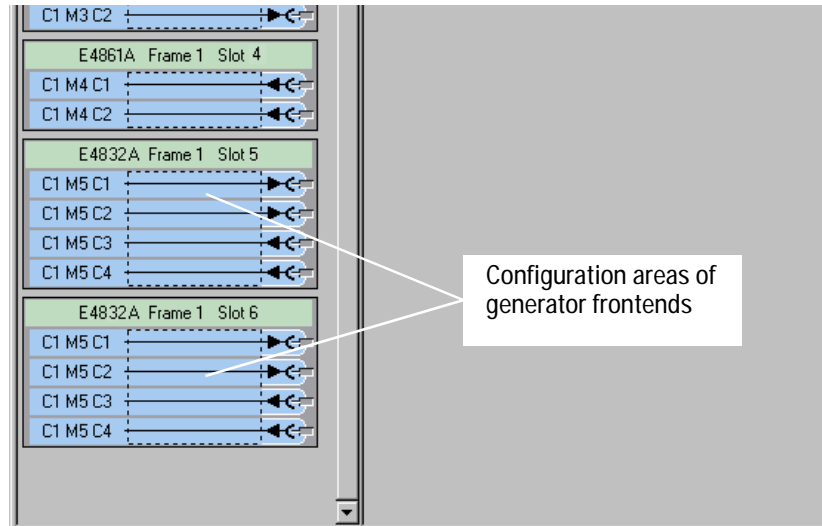 C1 M3 C2
E4861A Frame 1 Slot 4
C1 M4 C1
C1 M4 C2
E4832A Frame 1 Slot 5
C1 M5 C1
C1 M5 C2
C1 M5 C3
C1 M5 C4
Configuration areas of
generator frontends
E4832A Frame 1 Slot 6
C1 M5 C1
C1 M5 C2
C1 M5 C3
C1 M5 C4